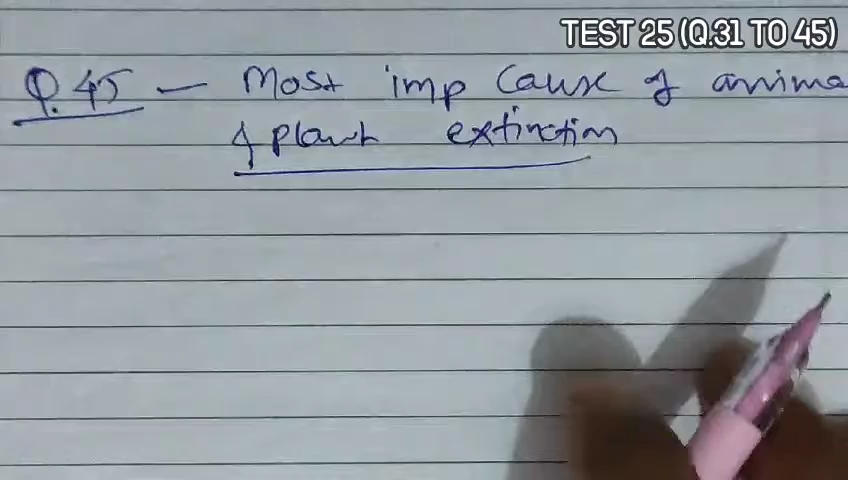 TEST 25 (Q.31 TO 45)
Q.45 — Most imp Cause of anima
& plant extinction